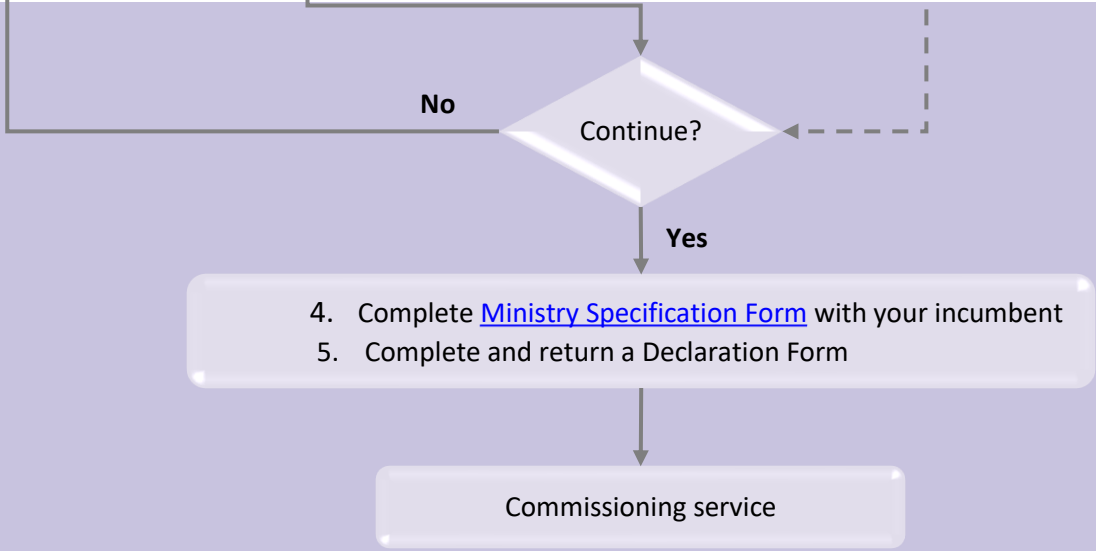 No
Continue?
Yes
4. Complete Ministry Specification Form with your incumbent
5. Complete and return a Declaration Form
Commissioning service